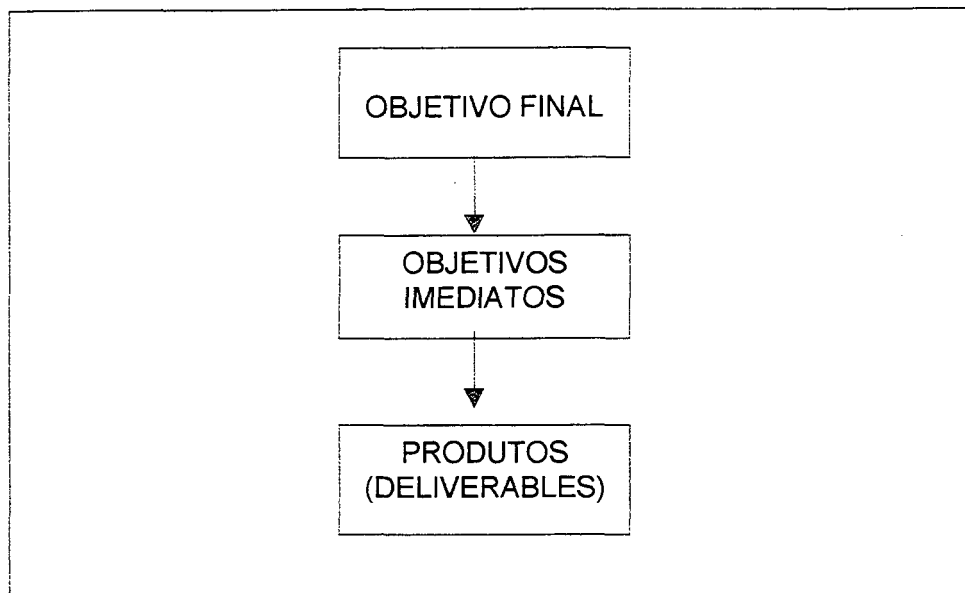 OBJETIVO FINAL
OBJETIVOS
IMEDIATOS
PRODUTOS
(DELIVERABLES)